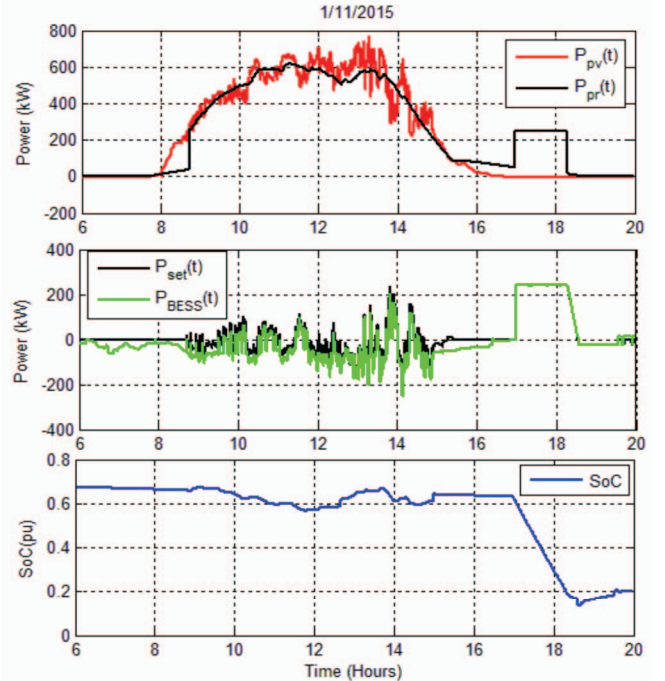 1/11/2015
800
600
400
200
0
-200
Power (kW)
P_pv(t)
P_pr(t)
6 8 10 12 14 16 18 20
400
200
0
-200
-400
Power (kW)
P_set(t)
P_BESS(t)
6 8 10 12 14 16 18 20
0.8
0.6
0.4
0.2
0
SoC(pu)
SoC
6 8 10 12 14 16 18 20
Time (Hours)